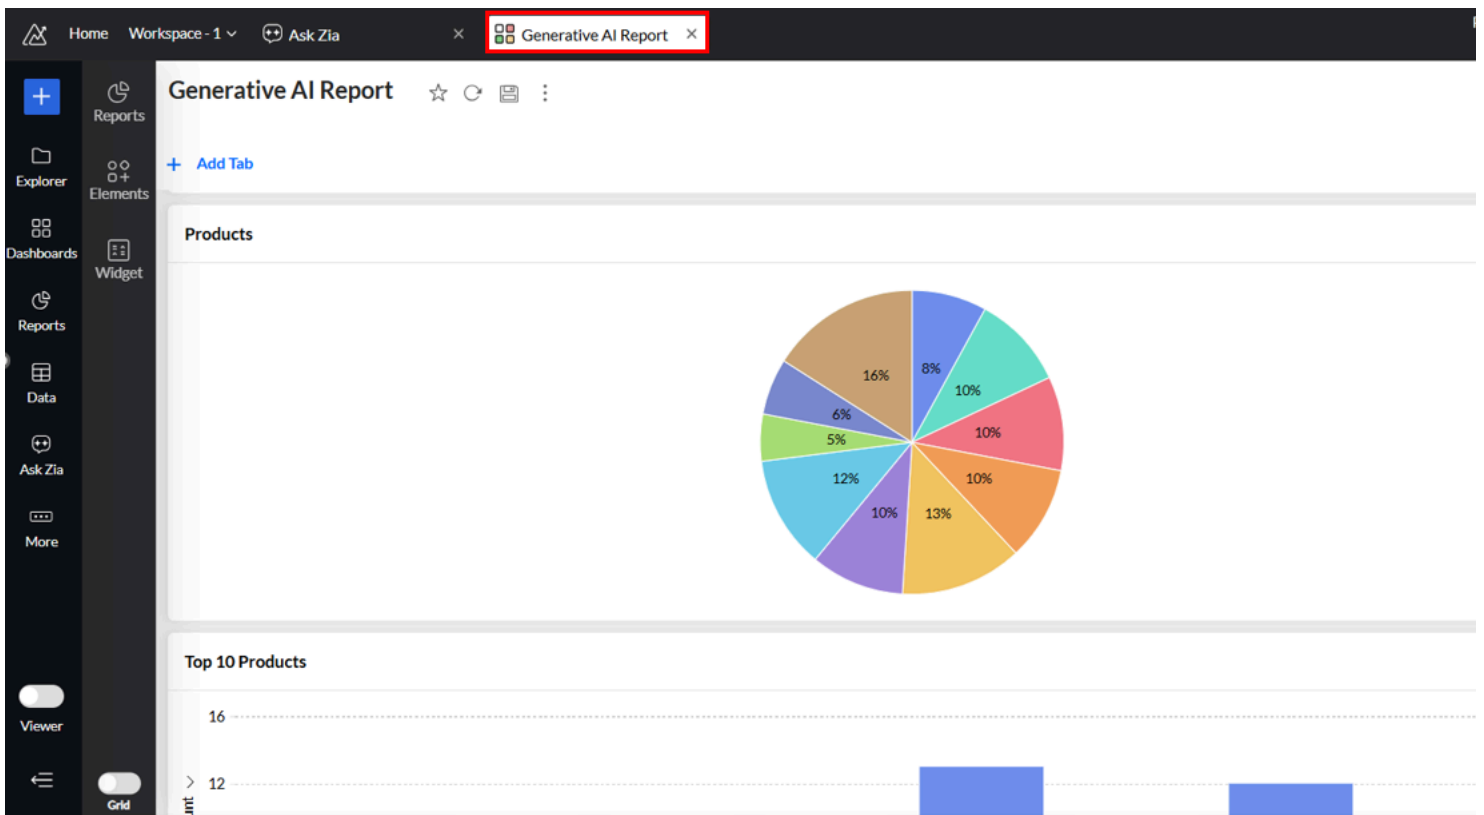 Home Workspace - 1 Ask Zia Generative AI Report
Generative AI Report
Reports
Add Tab
Explorer
Elements
Products
Dashboards
Widget
Reports
Data
Ask Zia
More
16% 8%
10%
6%
10%
5%
12% 10%
10% 13%
Top 10 Products
16
Viewer
12
Grid